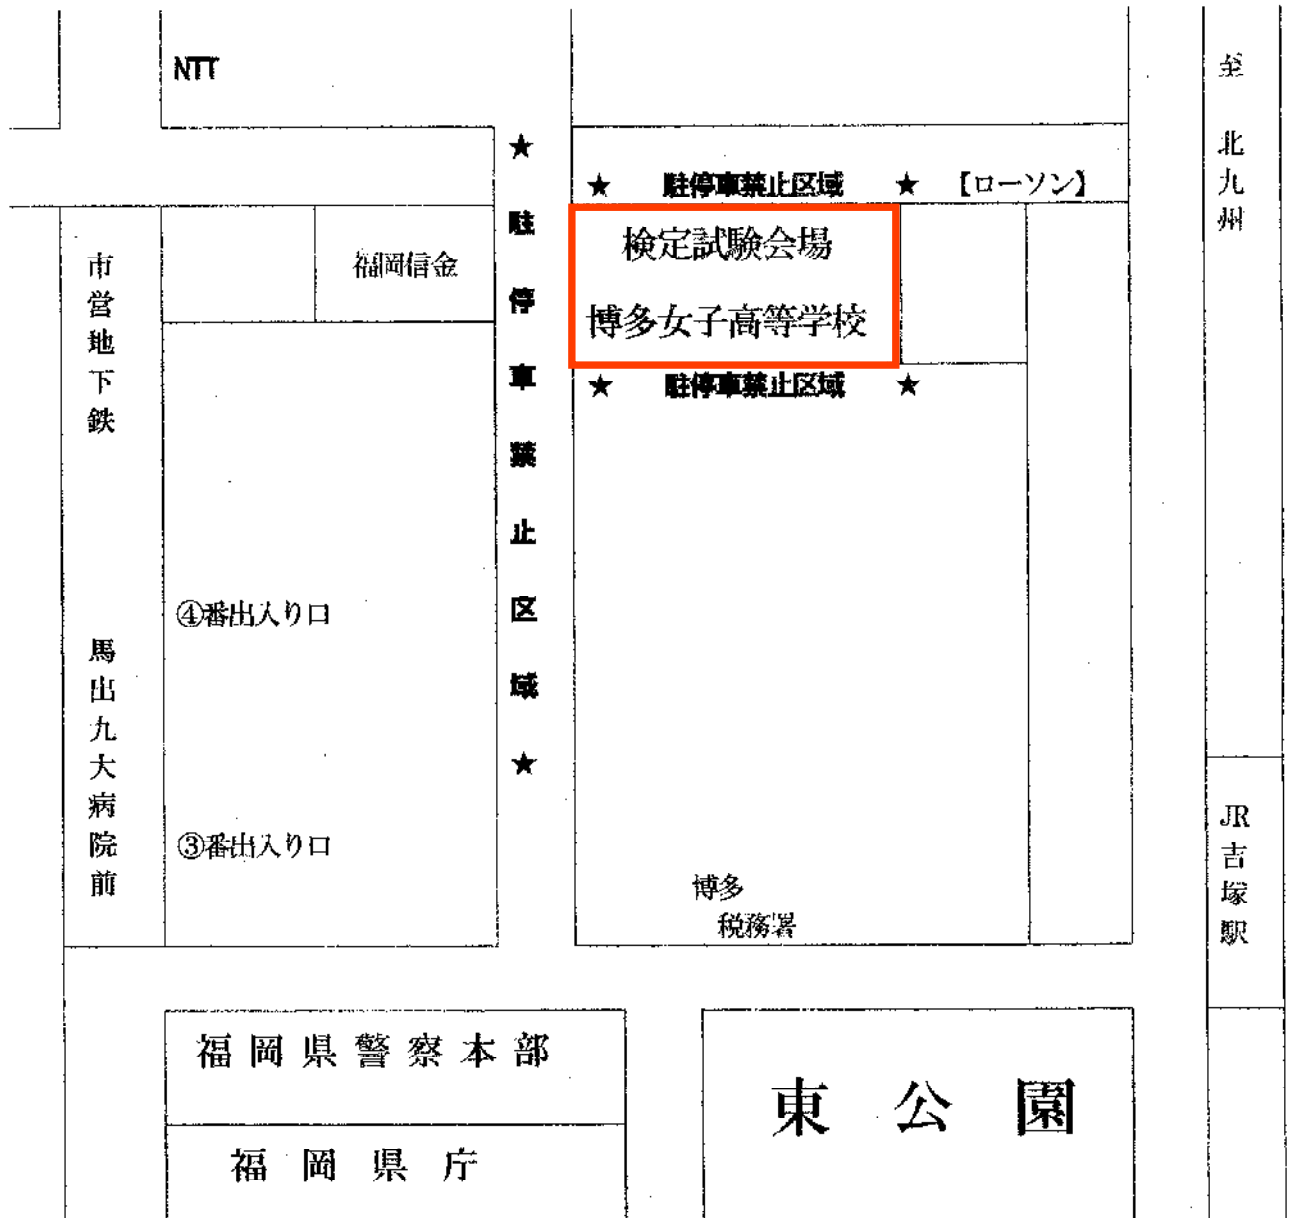 NTT
至北九州
★駐停車禁止区域★
★ 駐停車禁止区域 ★ 【ローソン】
検定試験会場
博多女子高等学校
★ 駐停車禁止区域 ★
福岡信金
市営地下鉄
馬出九大病院前
④番出入り口
③番出入り口
博多
税務署
JR吉塚駅
福岡県警察本部
福岡県庁
東公園